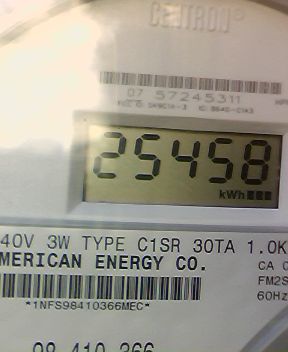 CENTRON®
07 57245311
25458
kWh
40V 3W TYPE C1SR 30TA 1.0K
MERICAN ENERGY CO.
CA 0
FM2S
60Hz
*1NFS98410366MEC*
98 410 366